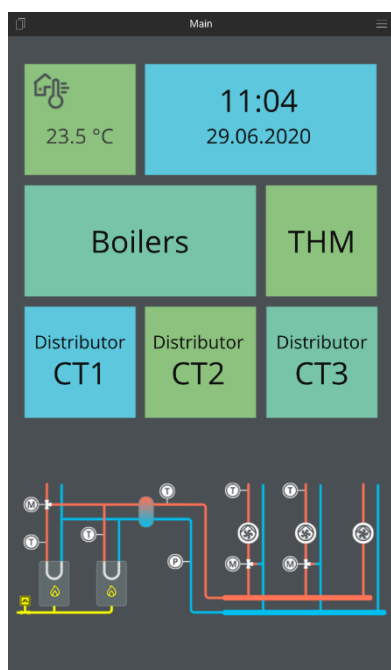 Main
23.5 °C
11:04
29.06.2020
Boilers
THM
Distributor
CT1
Distributor
CT2
Distributor
CT3
T
T
T
M
T
T
P
M
M